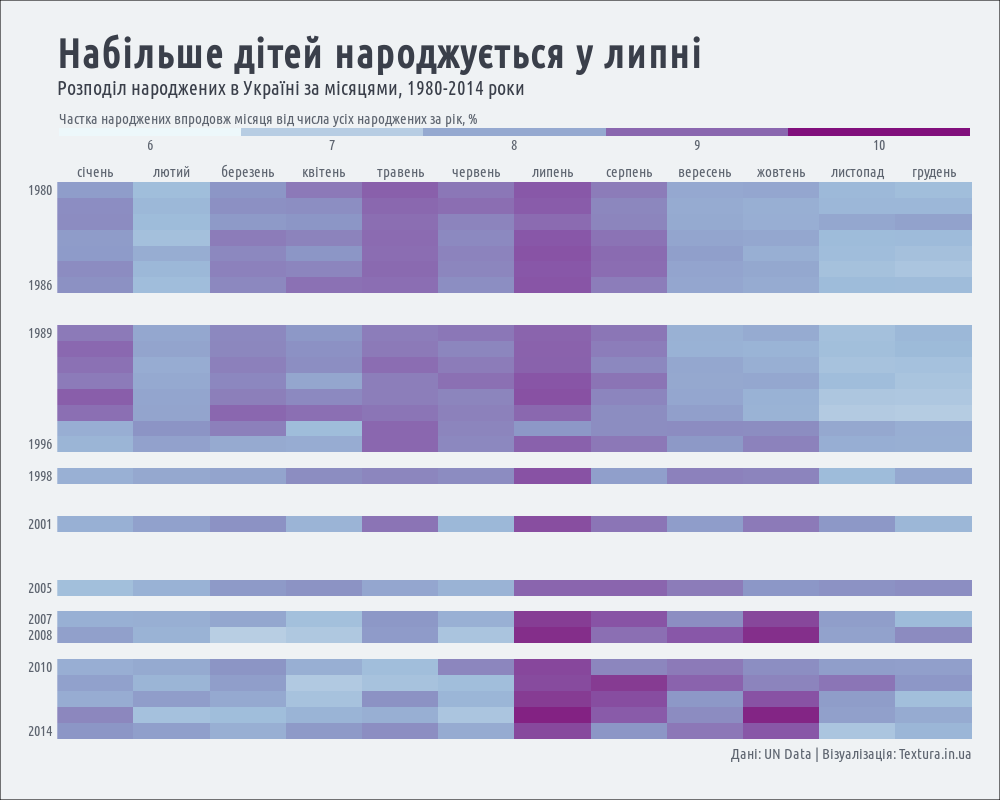 Набільше дітей народжується у липні
Розподіл народжених в Україні за місяцями, 1980-2014 роки
Частка народжених впродовж місяця від числа усіх народжених за рік, %
6 7 8 9 10
січень лютий березень квітень травень червень липень серпень вересень жовтень листопад грудень
1980
1986
1989
1996
1998
2001
2005
2007
2008
2010
2014
Дані: UN Data | Візуалізація: Textura.in.ua